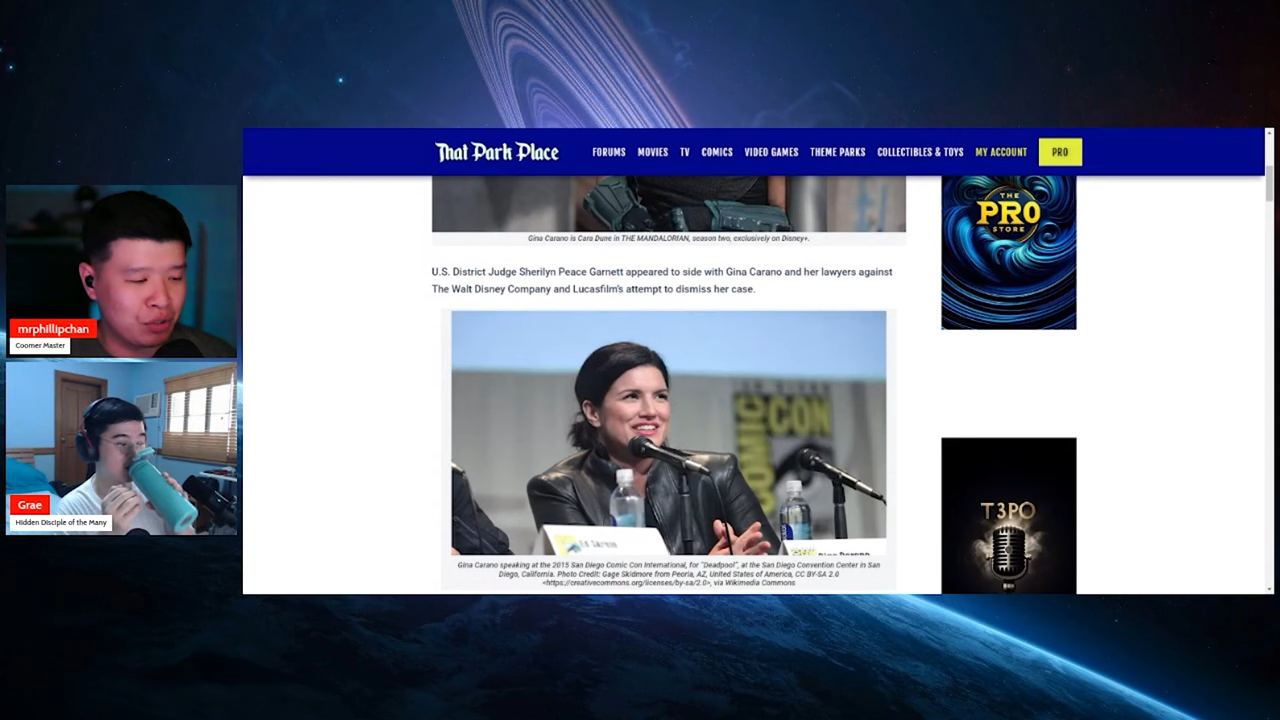 That Park Place
FORUMS MOVIES TV COMICS VIDEO GAMES THEME PARKS COLLECTIBLES & TOYS MY ACCOUNT PRO
Gina Carano is Cara Dune in THE MANDALORIAN, season two, exclusively on Disney+.
THE
PRO
STORE
U.S. District Judge Sherilyn Peace Garnett appeared to side with Gina Carano and her lawyers against
The Walt Disney Company and Lucasfilm's attempt to dismiss her case.
mrphillipchan
Coomer Master
COMIC
CON
Grae
Hidden Disciple of the Many
T3PO
Gina Carano speaking at the 2015 San Diego Comic Con International, for "Deadpool", at the San Diego Convention Center in San
Diego, California. Photo Credit: Gage Skidmore from Peoria, AZ, United States of America, CC BY-SA 2.0
<https://creativecommons.org/licenses/by-sa/2.0>, via Wikimedia Commons